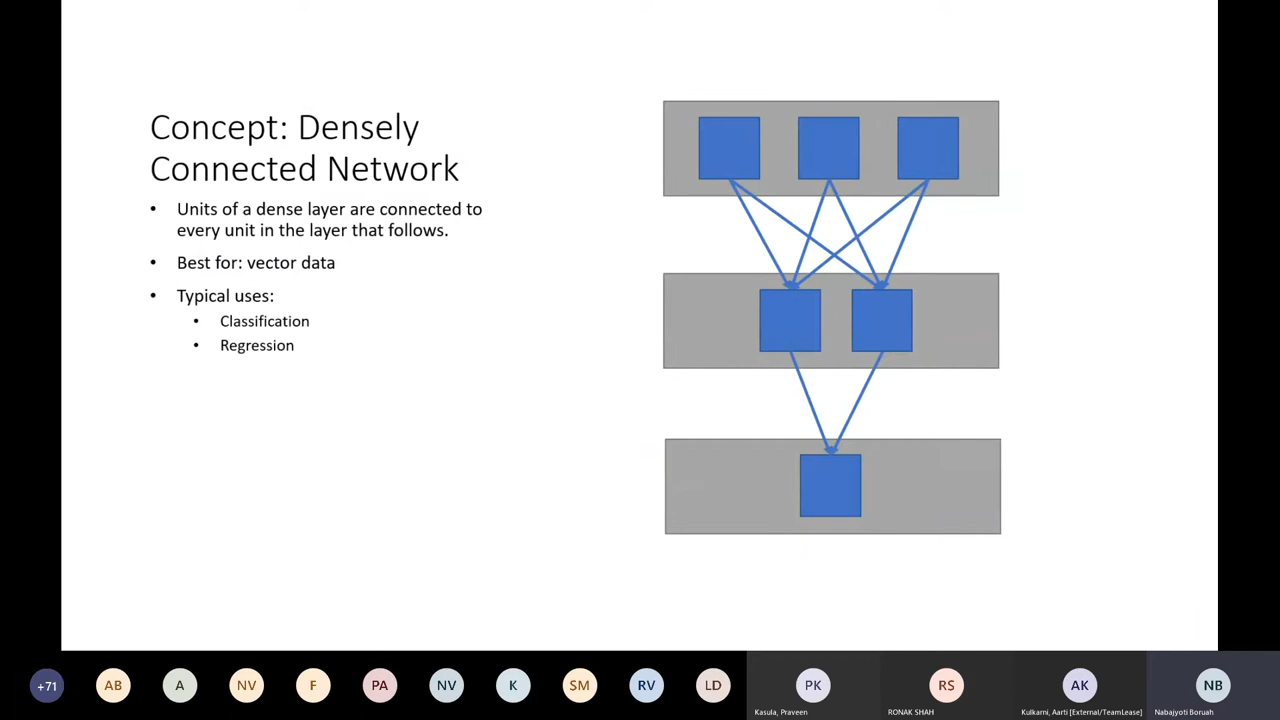 Concept: Densely
Connected Network
• Units of a dense layer are connected to
every unit in the layer that follows.
• Best for: vector data
• Typical uses:
• Classification
• Regression
+71
AB
A
NV
F
PA
NV
K
SM
RV
LD
PK
RS
AK
NB
Kasula, Praveen
RONAK SHAH
Kulkarni, Aarti [External/TeamLease]
Nabajyoti Boruah